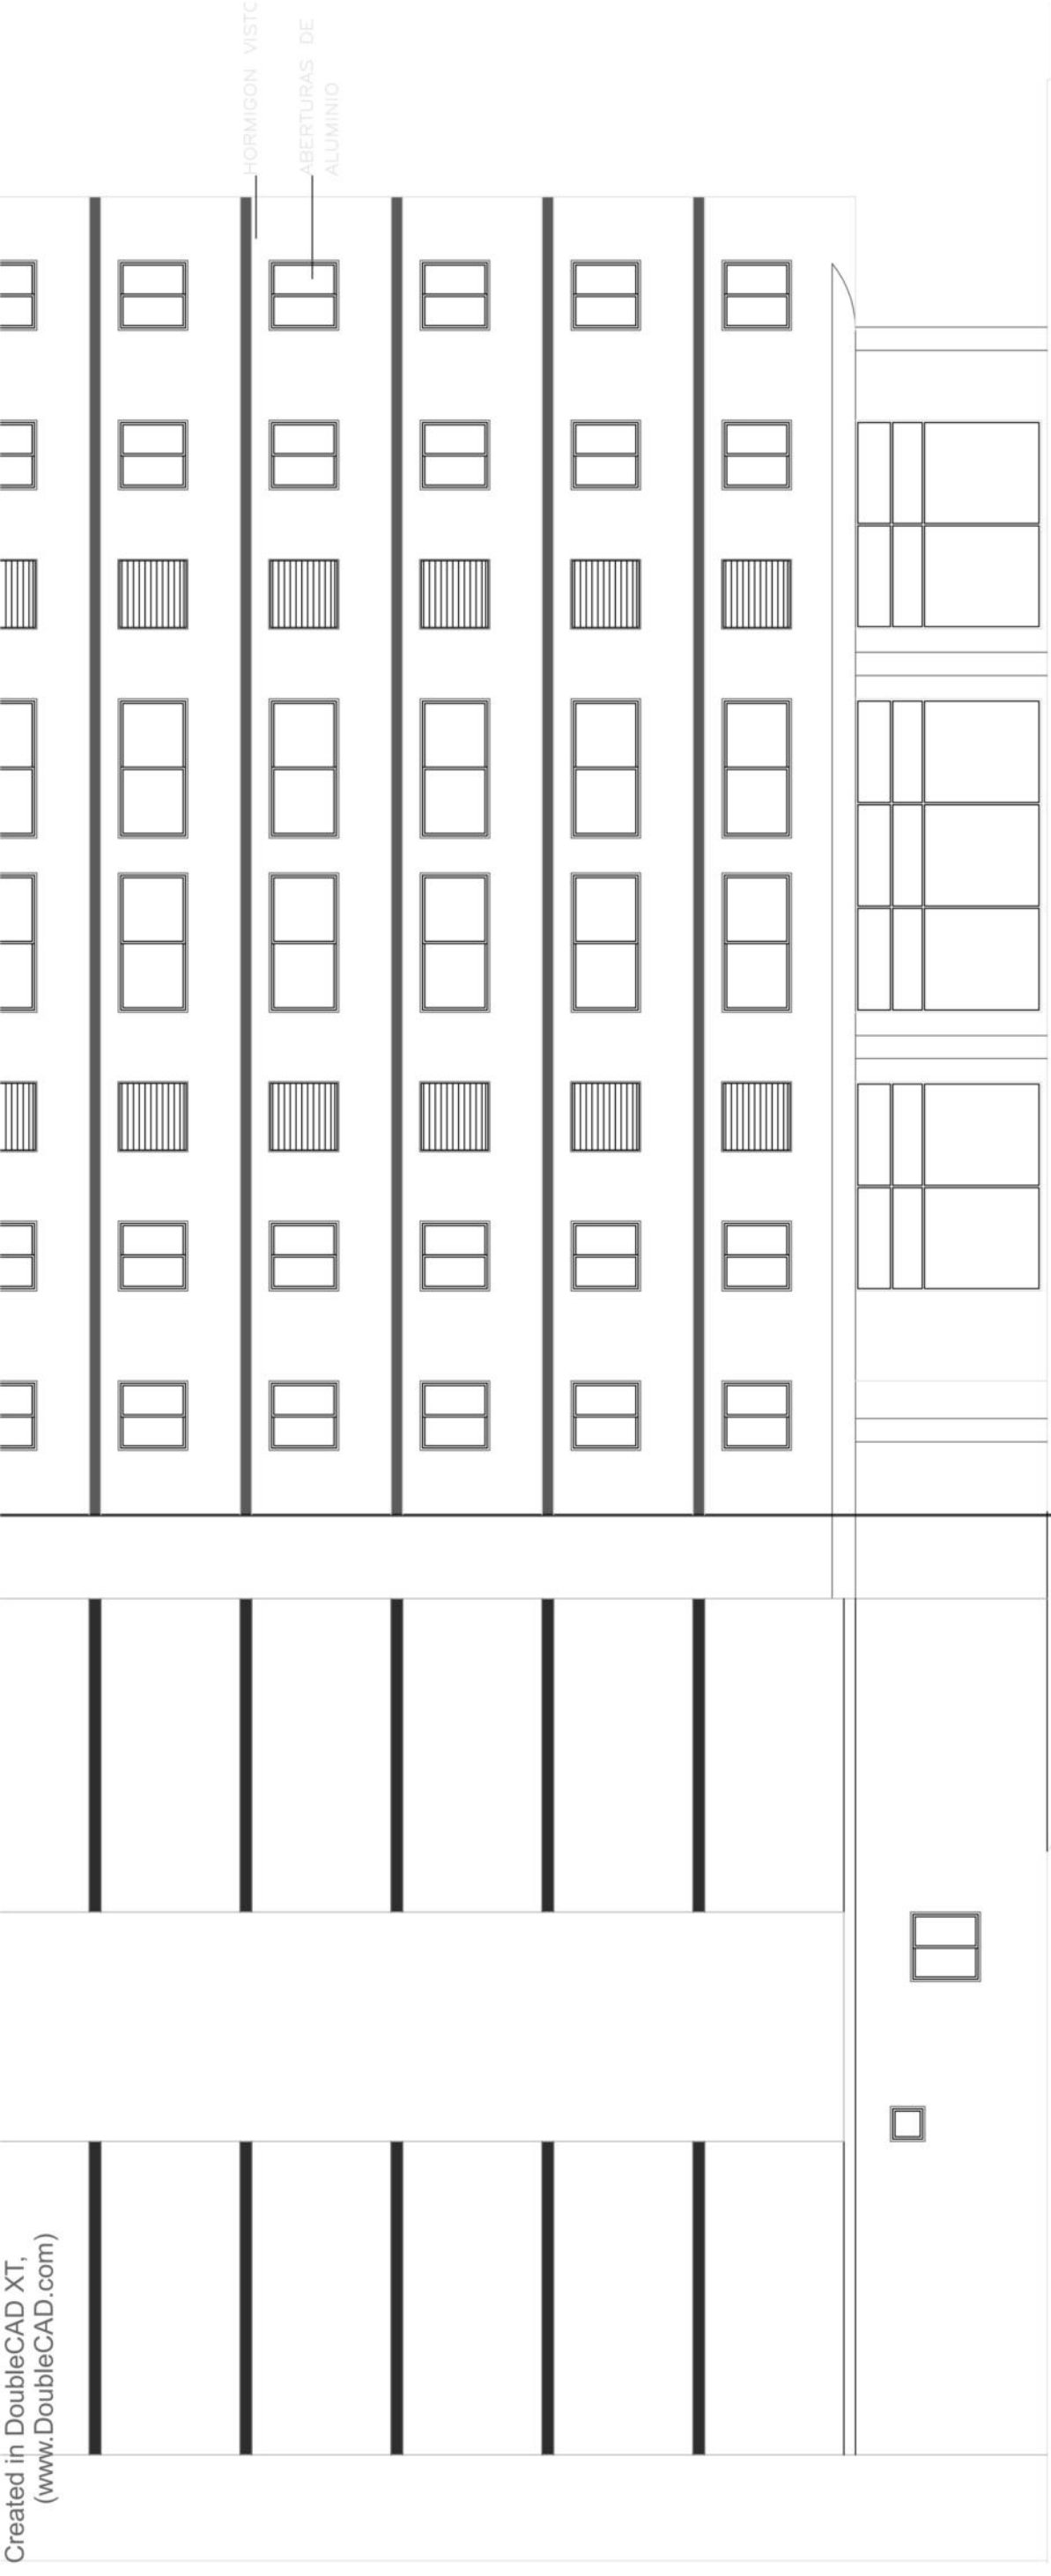 HORMIGON VISTO
ABERTURAS DE
ALUMINIO
Created in DoubleCAD XT,
(www.DoubleCAD.com)